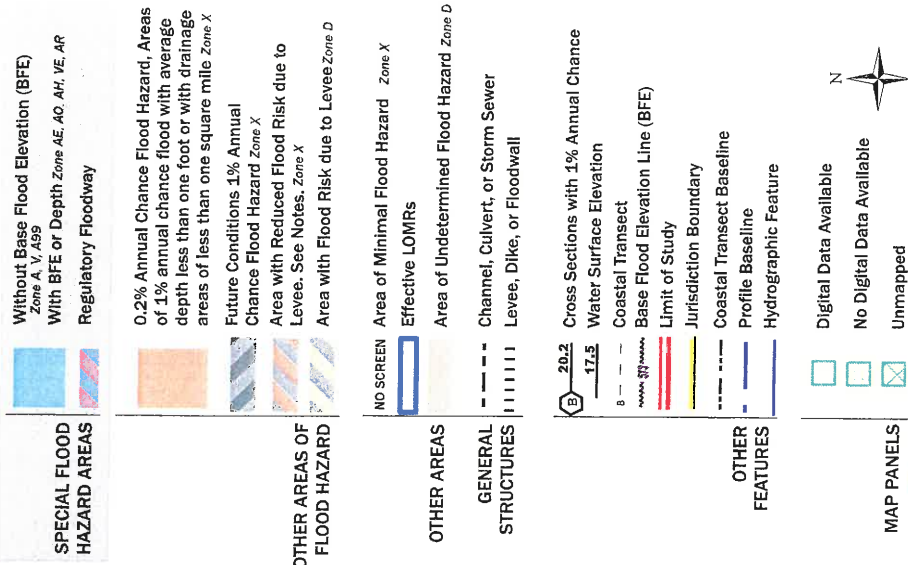 SPECIAL FLOOD
HAZARD AREAS
Without Base Flood Elevation (BFE)
Zone A, V, A99
With BFE or Depth Zone AE, AO, AH, VE, AR
Regulatory Floodway
OTHER AREAS OF
FLOOD HAZARD
0.2% Annual Chance Flood Hazard, Areas
of 1% annual chance flood with average
depth less than one foot or with drainage
areas of less than one square mile Zone X
Future Conditions 1% Annual
Chance Flood Hazard Zone X
Area with Reduced Flood Risk due to
Levee. See Notes. Zone X
Area with Flood Risk due to Levee Zone D
OTHER AREAS
NO SCREEN Area of Minimal Flood Hazard Zone X
Effective LOMRs
Area of Undetermined Flood Hazard Zone D
GENERAL
STRUCTURES
Channel, Culvert, or Storm Sewer
Levee, Dike, or Floodwall
OTHER
FEATURES
B 20.2 Cross Sections with 1% Annual Chance
17.5 Water Surface Elevation
8 Coastal Transect
Base Flood Elevation Line (BFE)
Limit of Study
Jurisdiction Boundary
Coastal Transect Baseline
Profile Baseline
Hydrographic Feature
MAP PANELS
Digital Data Available
No Digital Data Available
Unmapped
N